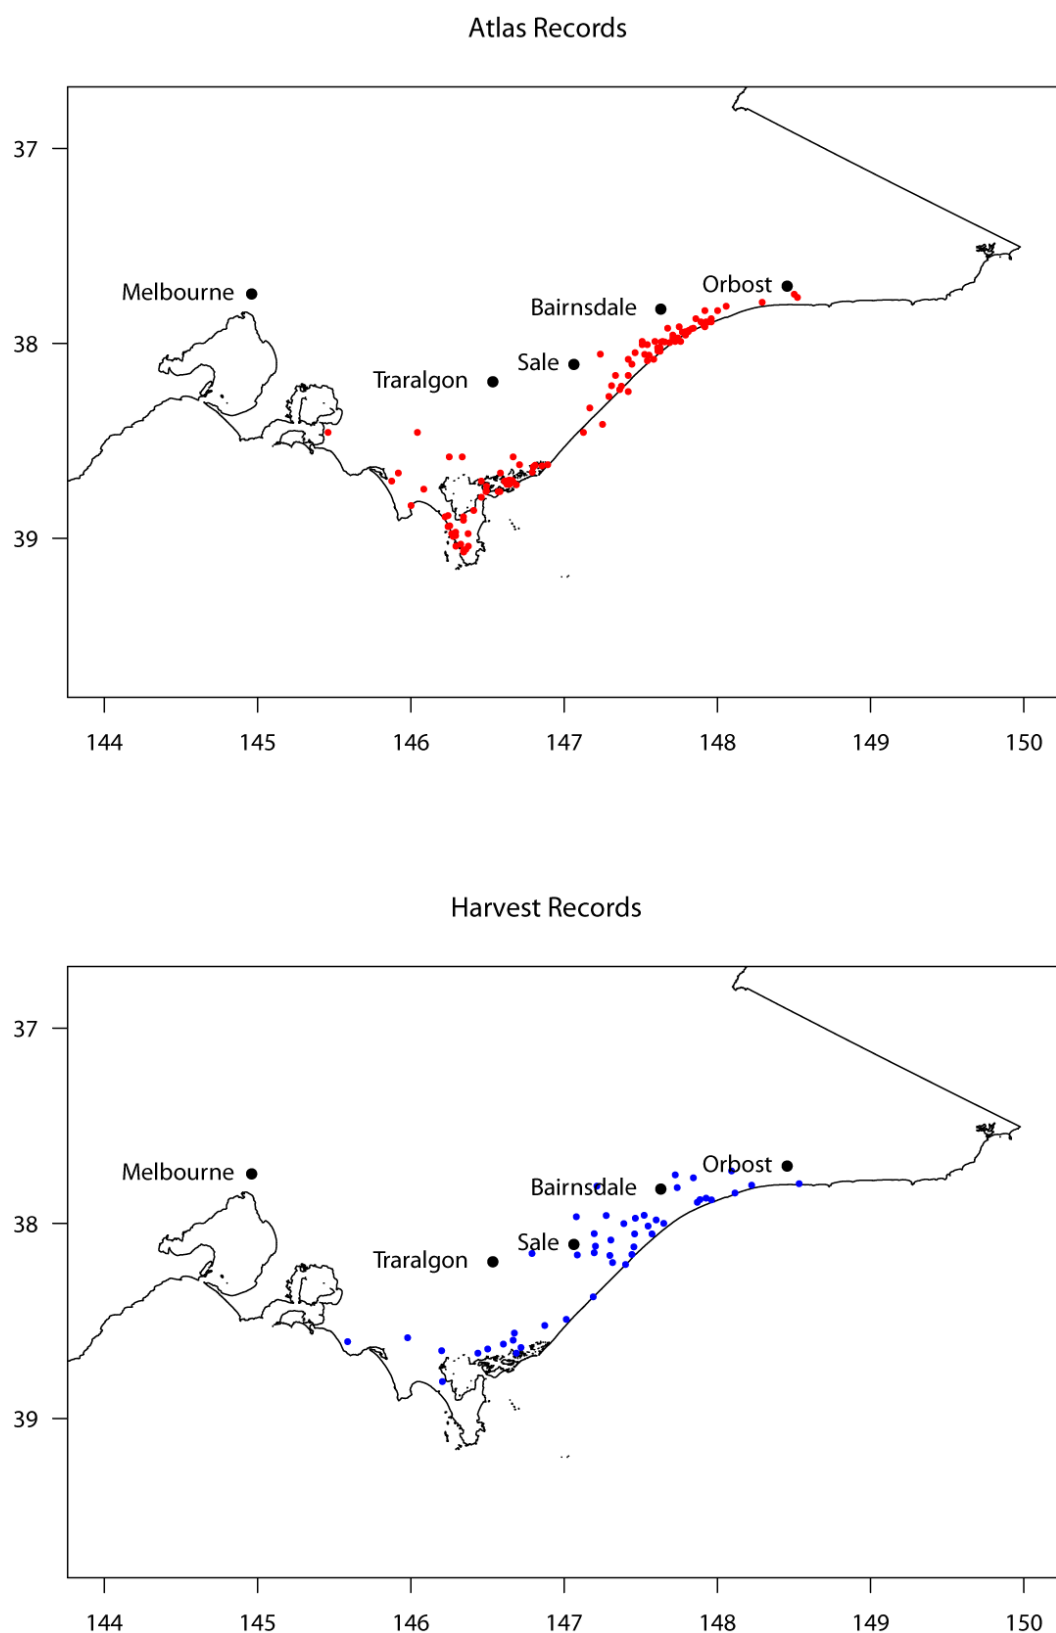 Atlas Records
37
Orbost
Melbourne
Bairnsdale
38
Sale
Traralgon
39
144 145 146 147 148 149 150
Harvest Records
37
Orbost
Melbourne
Bairnsdale
38
Sale
Traralgon
39
144 145 146 147 148 149 150